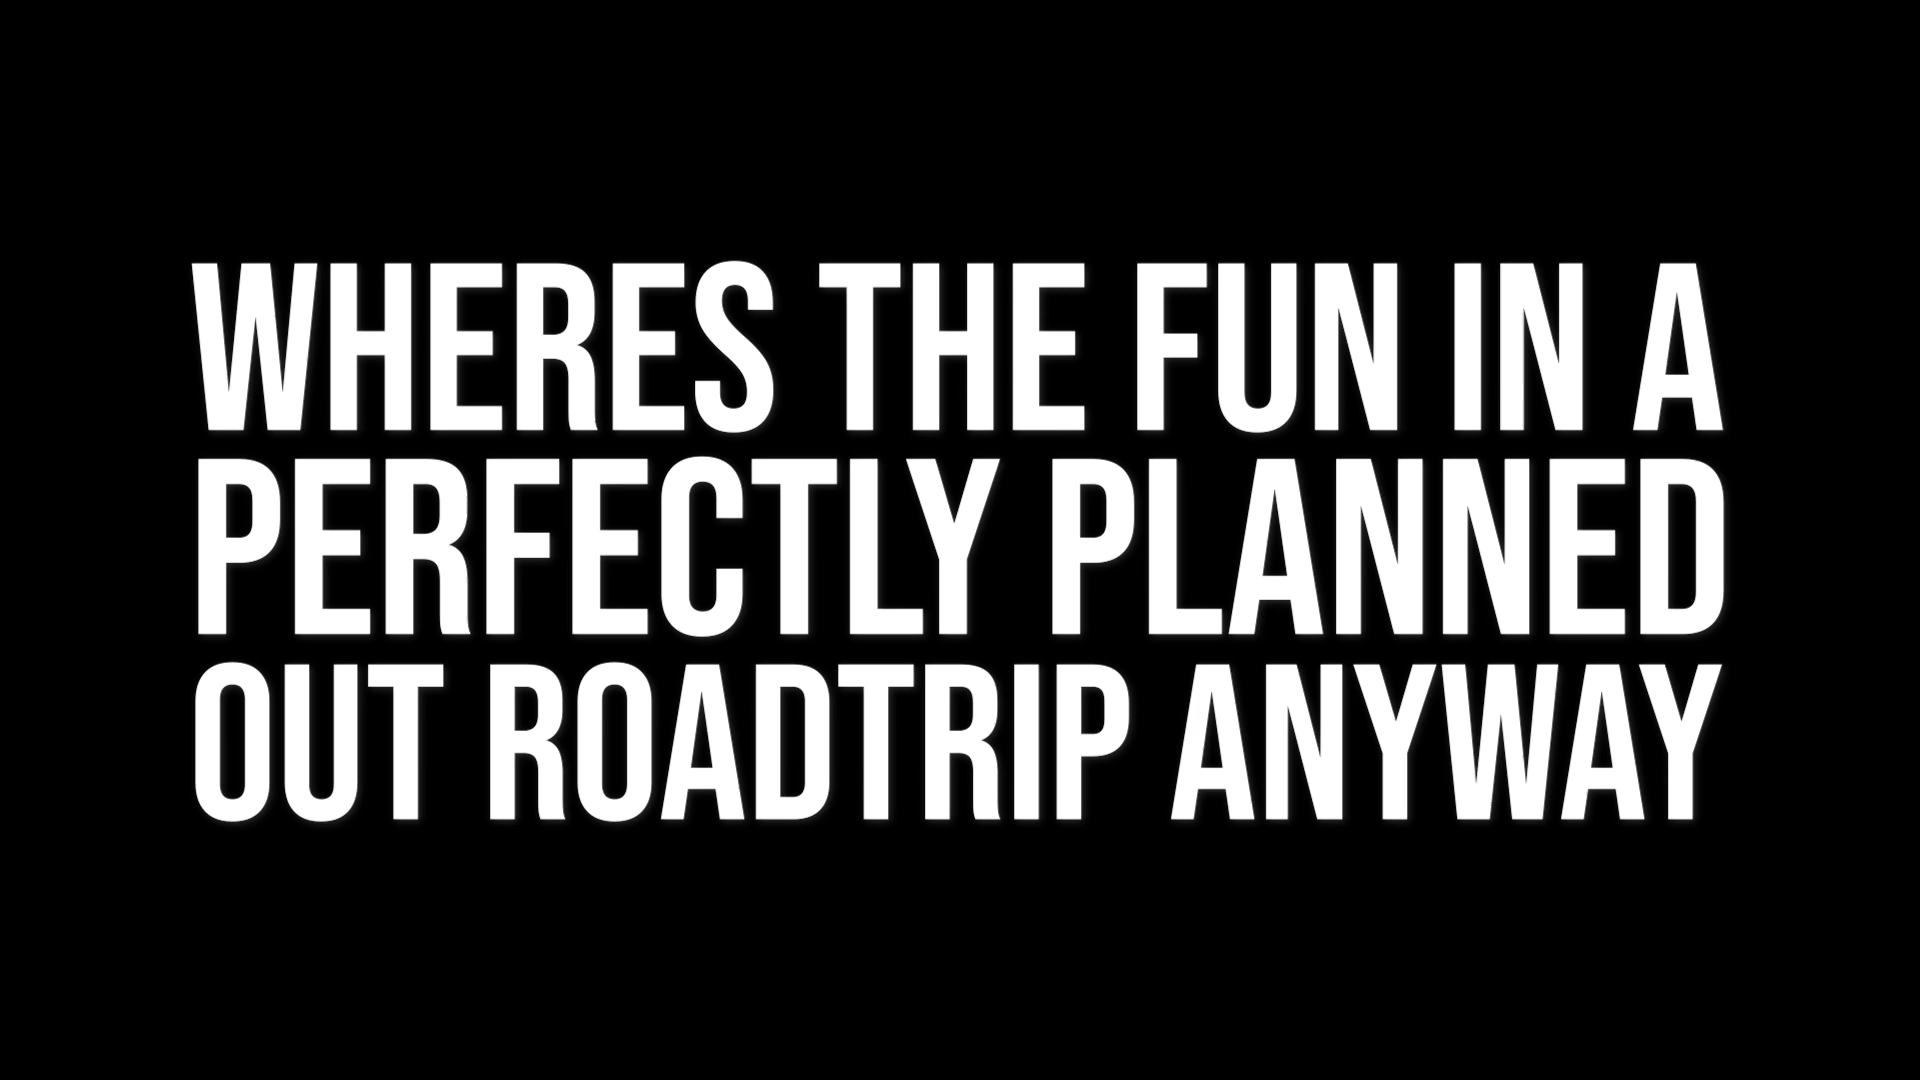 WHERES THE FUN IN A
PERFECTLY PLANNED
OUT ROADTRIP ANYWAY